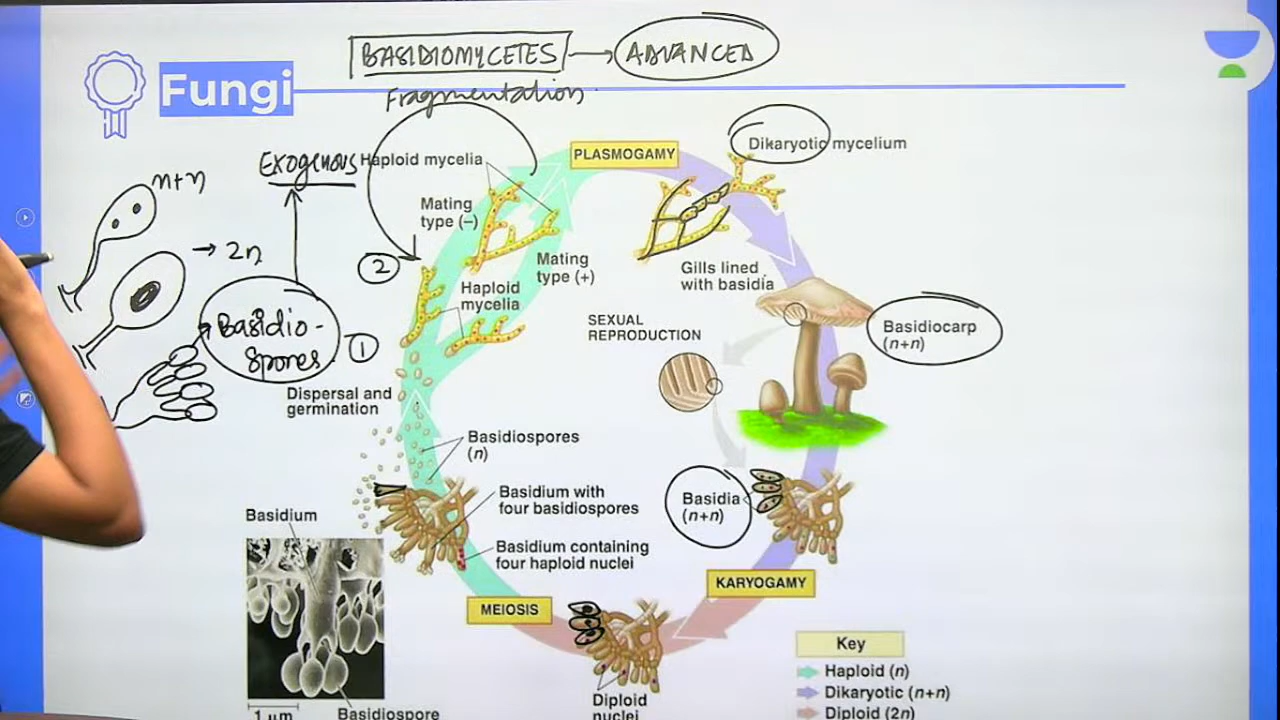 BASIDIOMYCETES → ADVANCED
Fungi
Fragmentation
PLASMOGAMY
Dikaryotic mycelium
Exogenous
Haploid mycelia
n+n
Mating
type (–)
→ 2n
2
Mating
type (+)
Gills lined
with basidia
Haploid
mycelia
SEXUAL
REPRODUCTION
Basidiocarp
(n+n)
Basidio-
spores
1
Dispersal and
germination
Basidiospores
(n)
Basidium with
four basidiospores
Basidia
(n+n)
Basidium
Basidium containing
four haploid nuclei
KARYOGAMY
MEIOSIS
Key
Haploid (n)
Dikaryotic (n+n)
Diploid (2n)
Diploid
nuclei
1 μm
Basidiospore